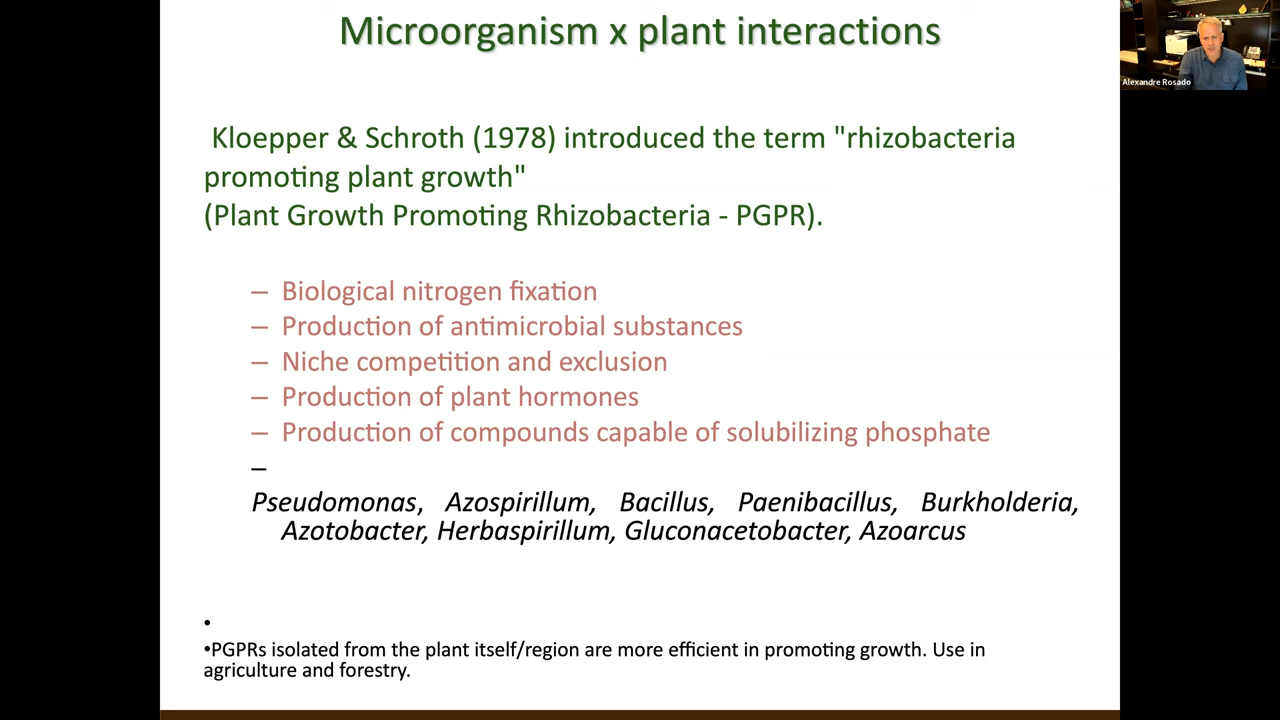 Microorganism x plant interactions
Alexandre Rosado
Kloepper & Schroth (1978) introduced the term "rhizobacteria
promoting plant growth"
(Plant Growth Promoting Rhizobacteria - PGPR).
– Biological nitrogen fixation
– Production of antimicrobial substances
– Niche competition and exclusion
– Production of plant hormones
– Production of compounds capable of solubilizing phosphate
–
Pseudomonas, Azospirillum, Bacillus, Paenibacillus, Burkholderia,
Azotobacter, Herbaspirillum, Gluconacetobacter, Azoarcus
•
•PGPRs isolated from the plant itself/region are more efficient in promoting growth. Use in
agriculture and forestry.